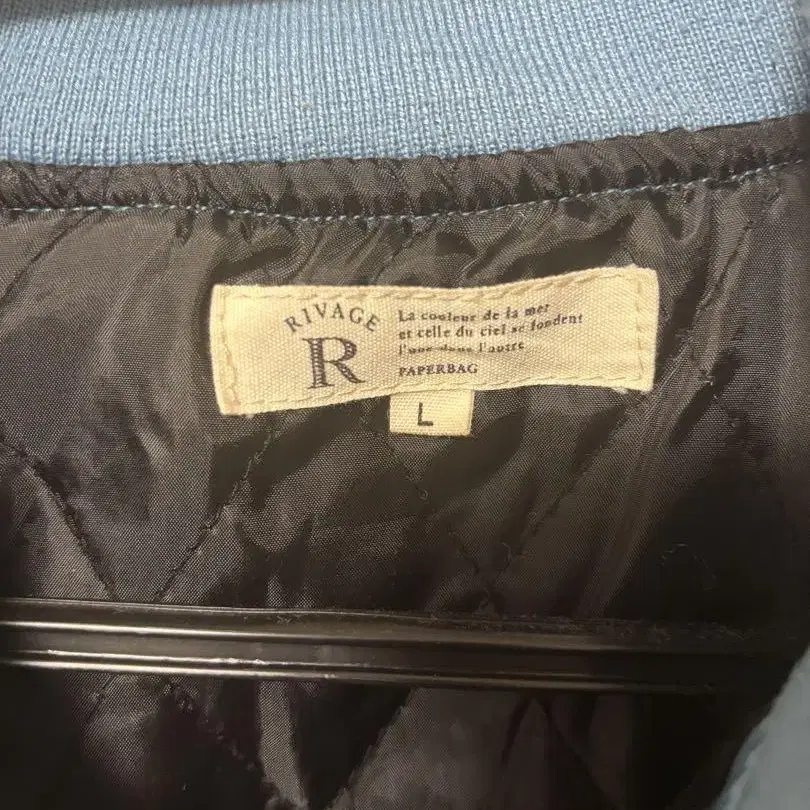 RIVAGE
R
La couleur de la mer
et celle du ciel se fondent
l'une dans l'autre
PAPERBAG
L